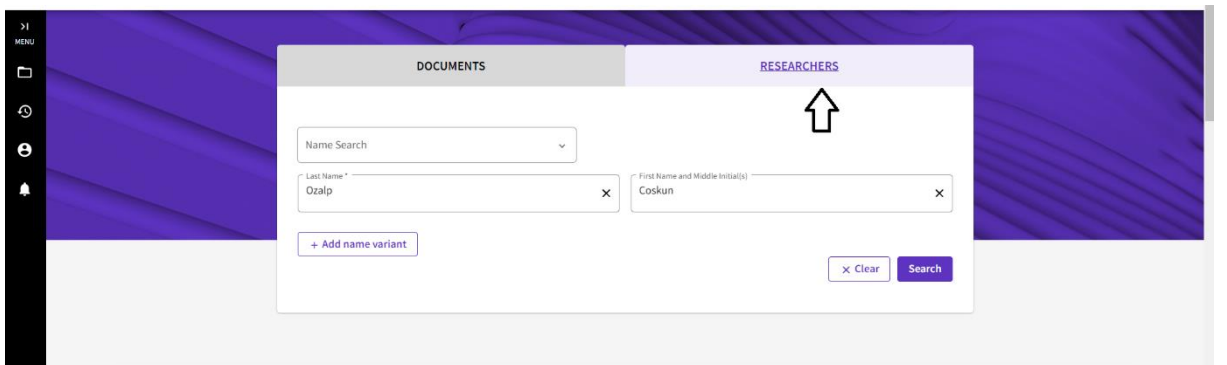 MENU
DOCUMENTS
RESEARCHERS
Name Search
Last Name *
Ozalp
First Name and Middle Initial(s)
Coskun
+ Add name variant
× Clear
Search